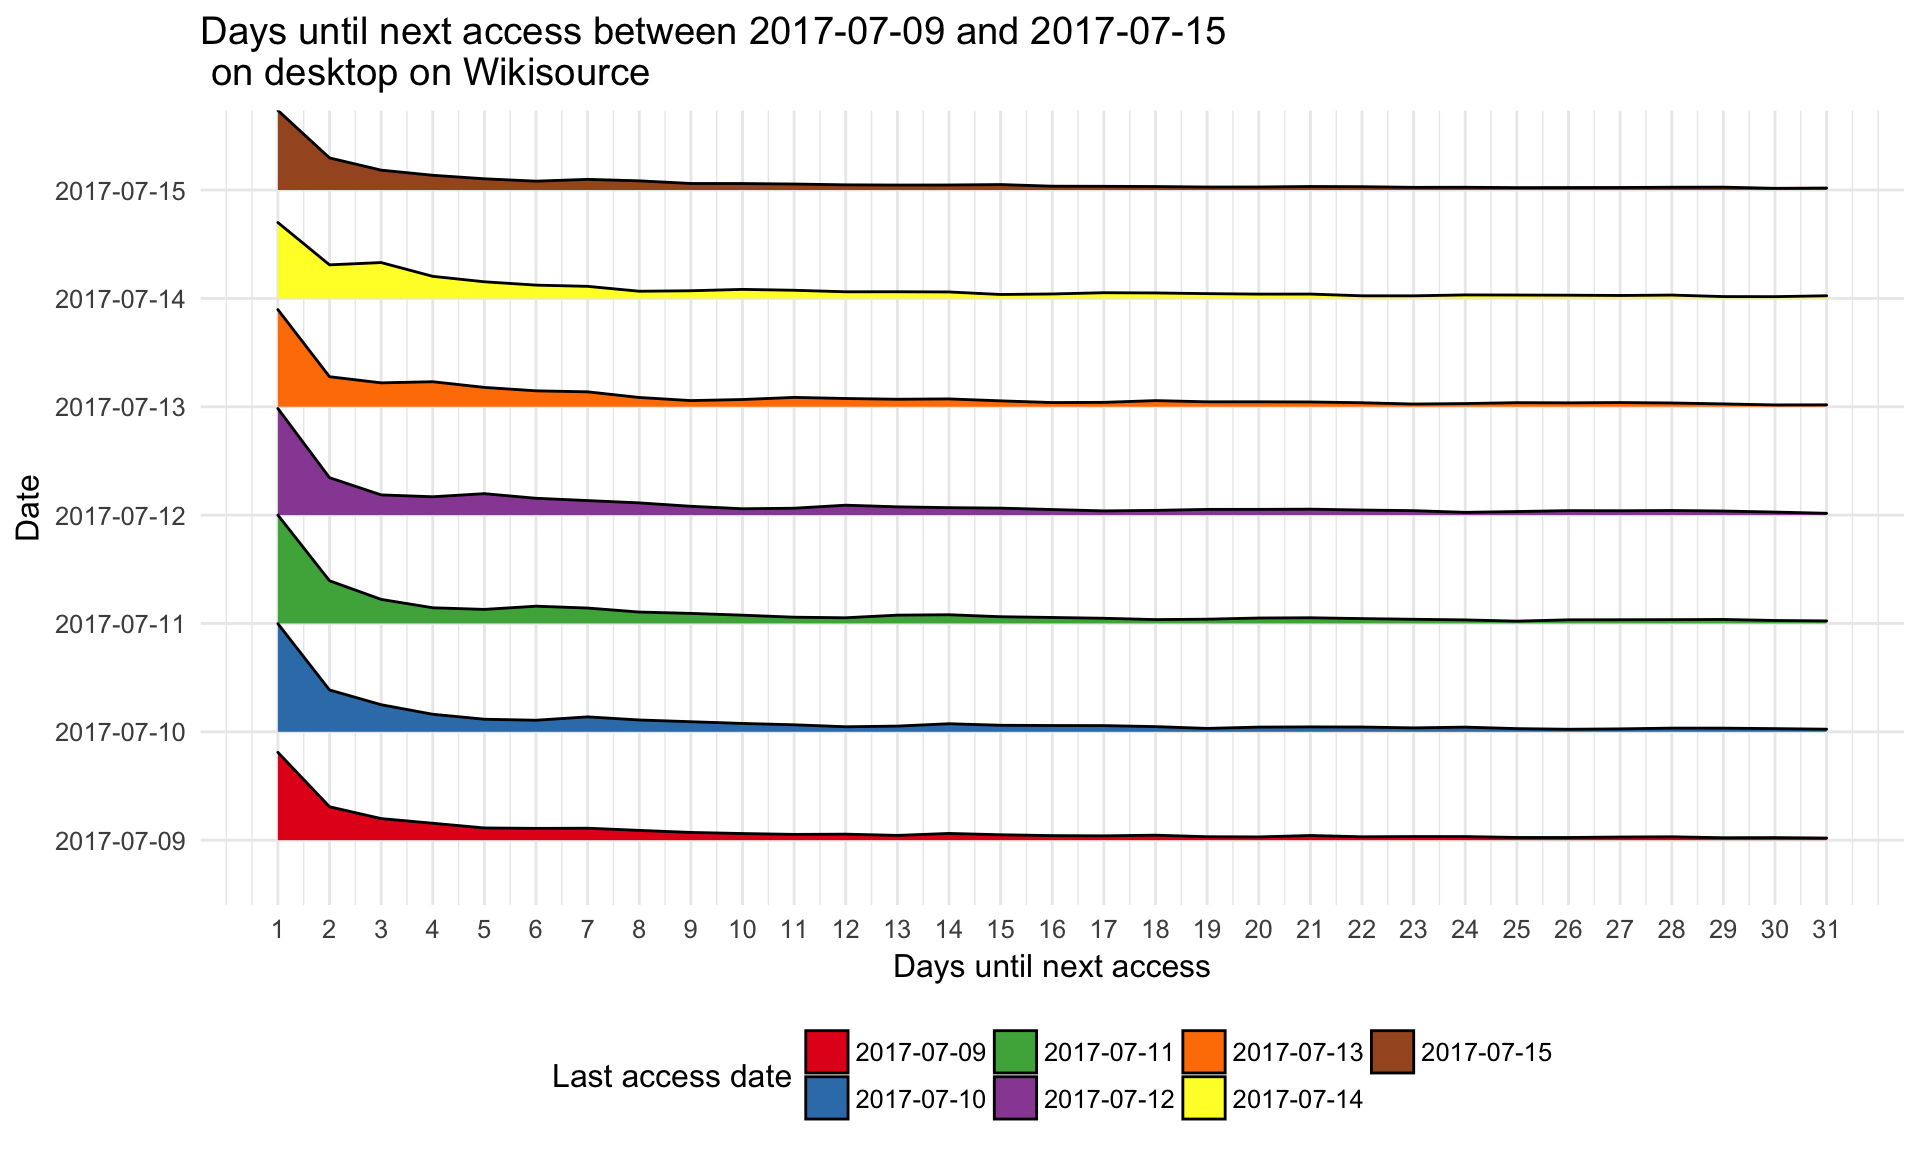 Days until next access between 2017-07-09 and 2017-07-15
on desktop on Wikisource
Date
2017-07-15
2017-07-14
2017-07-13
2017-07-12
2017-07-11
2017-07-10
2017-07-09
1 2 3 4 5 6 7 8 9 10 11 12 13 14 15 16 17 18 19 20 21 22 23 24 25 26 27 28 29 30 31
Days until next access
Last access date
2017-07-09 2017-07-11 2017-07-13 2017-07-15
2017-07-10 2017-07-12 2017-07-14